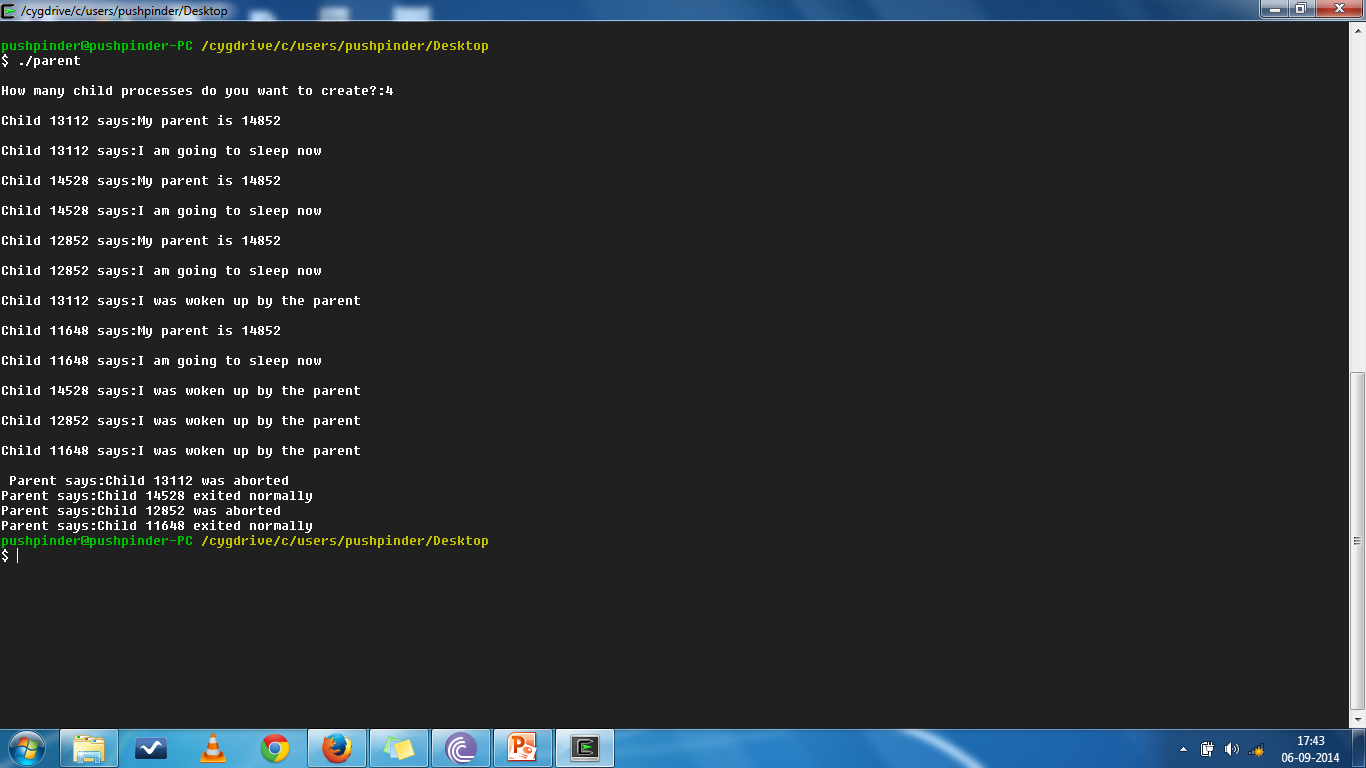 /cygdrive/c/users/pushpinder/Desktop
pushpinder@pushpinder-PC /cygdrive/c/users/pushpinder/Desktop
$ ./parent
How many child processes do you want to create?:4
Child 13112 says:My parent is 14852
Child 13112 says:I am going to sleep now
Child 14528 says:My parent is 14852
Child 14528 says:I am going to sleep now
Child 12852 says:My parent is 14852
Child 12852 says:I am going to sleep now
Child 13112 says:I was woken up by the parent
Child 11648 says:My parent is 14852
Child 11648 says:I am going to sleep now
Child 14528 says:I was woken up by the parent
Child 12852 says:I was woken up by the parent
Child 11648 says:I was woken up by the parent
Parent says:Child 13112 was aborted
Parent says:Child 14528 exited normally
Parent says:Child 12852 was aborted
Parent says:Child 11648 exited normally
pushpinder@pushpinder-PC /cygdrive/c/users/pushpinder/Desktop
$
17:43
06-09-2014